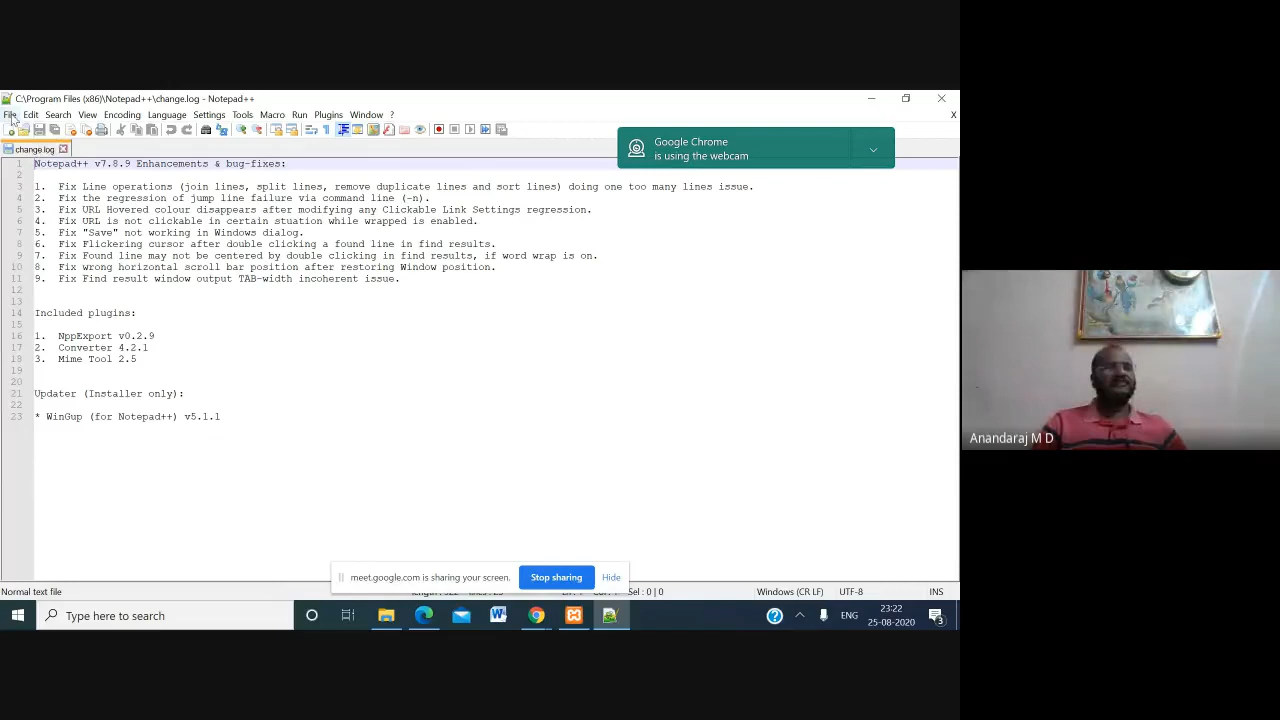 C:\Program Files (x86)\Notepad++\change.log - Notepad++
File Edit Search View Encoding Language Settings Tools Macro Run Plugins Window ? X
Google Chrome
is using the webcam
change.log
1 Notepad++ v7.8.9 Enhancements & bug-fixes:
2
3 1. Fix Line operations (join lines, split lines, remove duplicate lines and sort lines) doing one too many lines issue.
4 2. Fix the regression of jump line failure via command line (-n).
5 3. Fix URL Hovered colour disappears after modifying any Clickable Link Settings regression.
6 4. Fix URL is not clickable in certain stuation while wrapped is enabled.
7 5. Fix "Save" not working in Windows dialog.
8 6. Fix Flickering cursor after double clicking a found line in find results.
9 7. Fix Found line may not be centered by double clicking in find results, if word wrap is on.
10 8. Fix wrong horizontal scroll bar position after restoring Window position.
11 9. Fix Find result window output TAB-width incoherent issue.
12
13
14 Included plugins:
15
16 1. NppExport v0.2.9
17 2. Converter 4.2.1
18 3. Mime Tool 2.5
19
20
21 Updater (Installer only):
22
23 * WinGup (for Notepad++) v5.1.1
Anandaraj M D
meet.google.com is sharing your screen. Stop sharing Hide
Normal text file Sel : 0 | 0 Windows (CR LF) UTF-8 INS
Type here to search ENG 23:22
25-08-2020 3